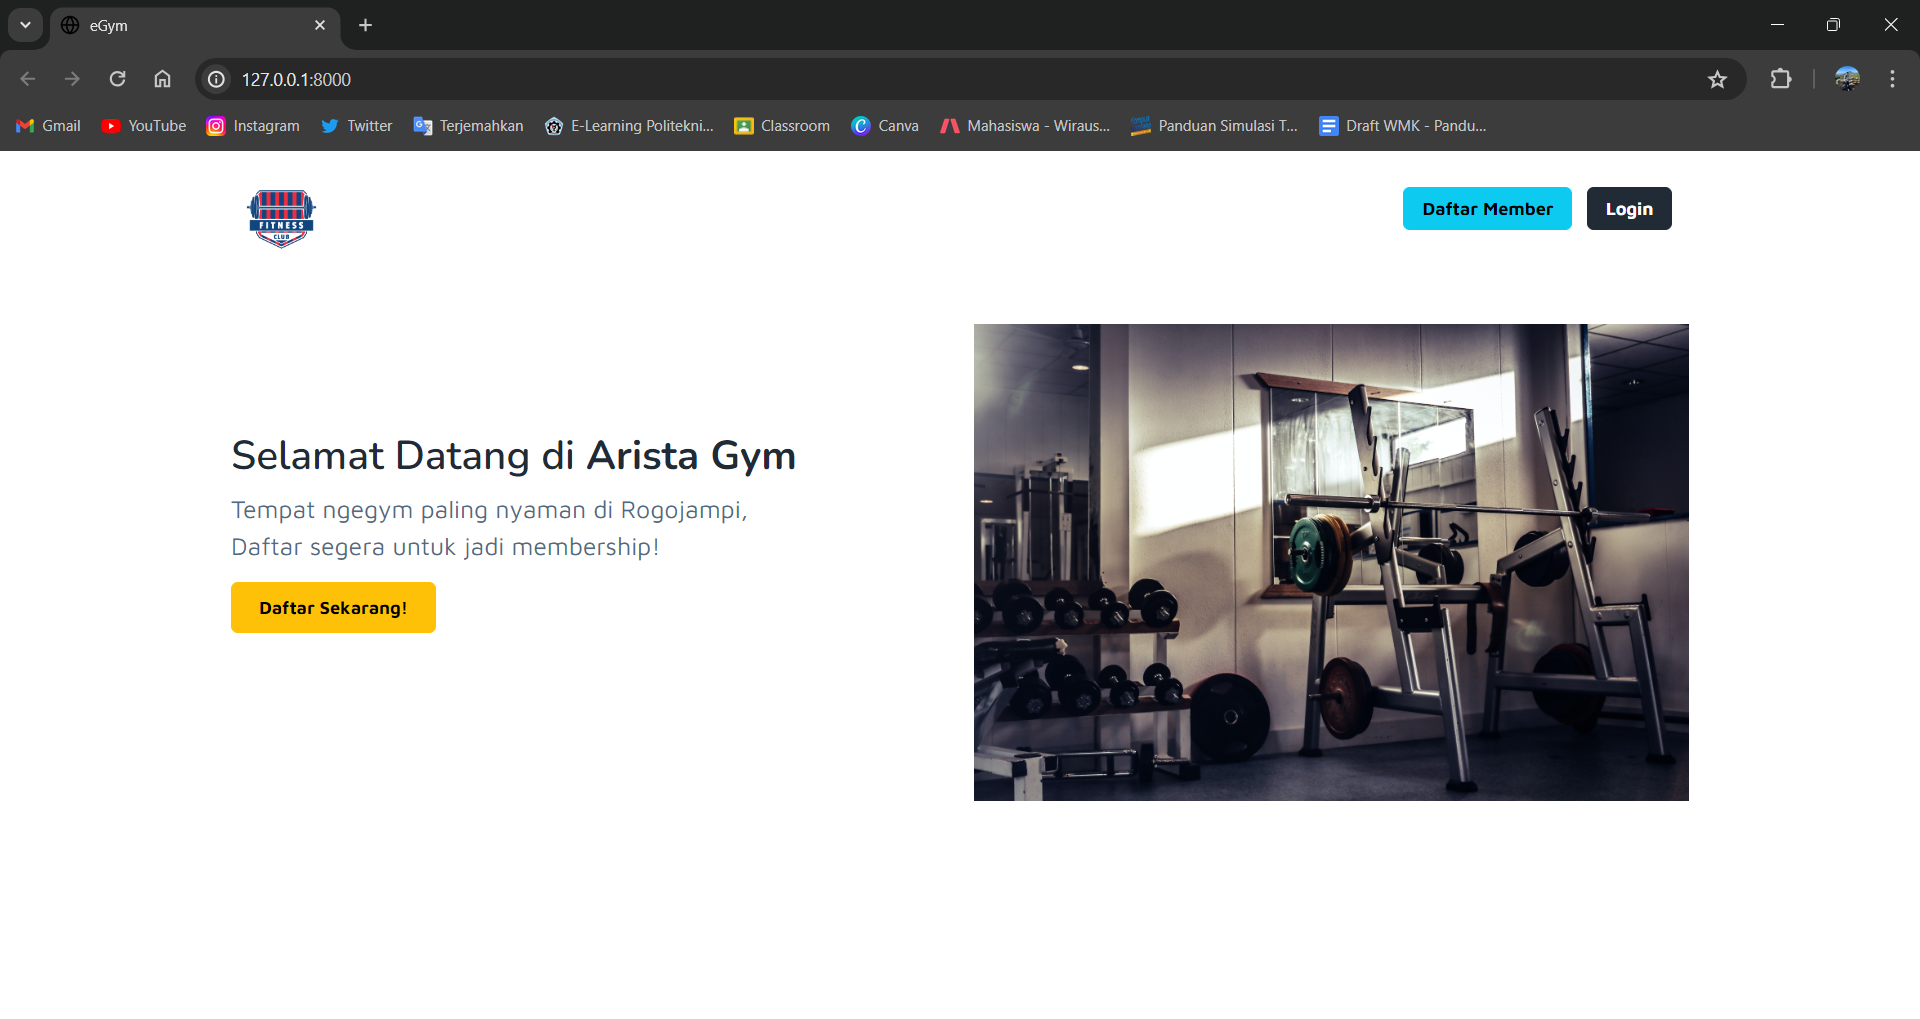 eGym
127.0.0.1:8000
Gmail
YouTube
Instagram
Twitter
Terjemahkan
E-Learning Politekni...
Classroom
Canva
Mahasiswa - Wiraus...
Panduan Simulasi T...
Draft WMK - Pandu...
FITNESS
CLUB
Daftar Member
Login
Selamat Datang di Arista Gym
Tempat ngegym paling nyaman di Rogojampi,
Daftar segera untuk jadi membership!
Daftar Sekarang!